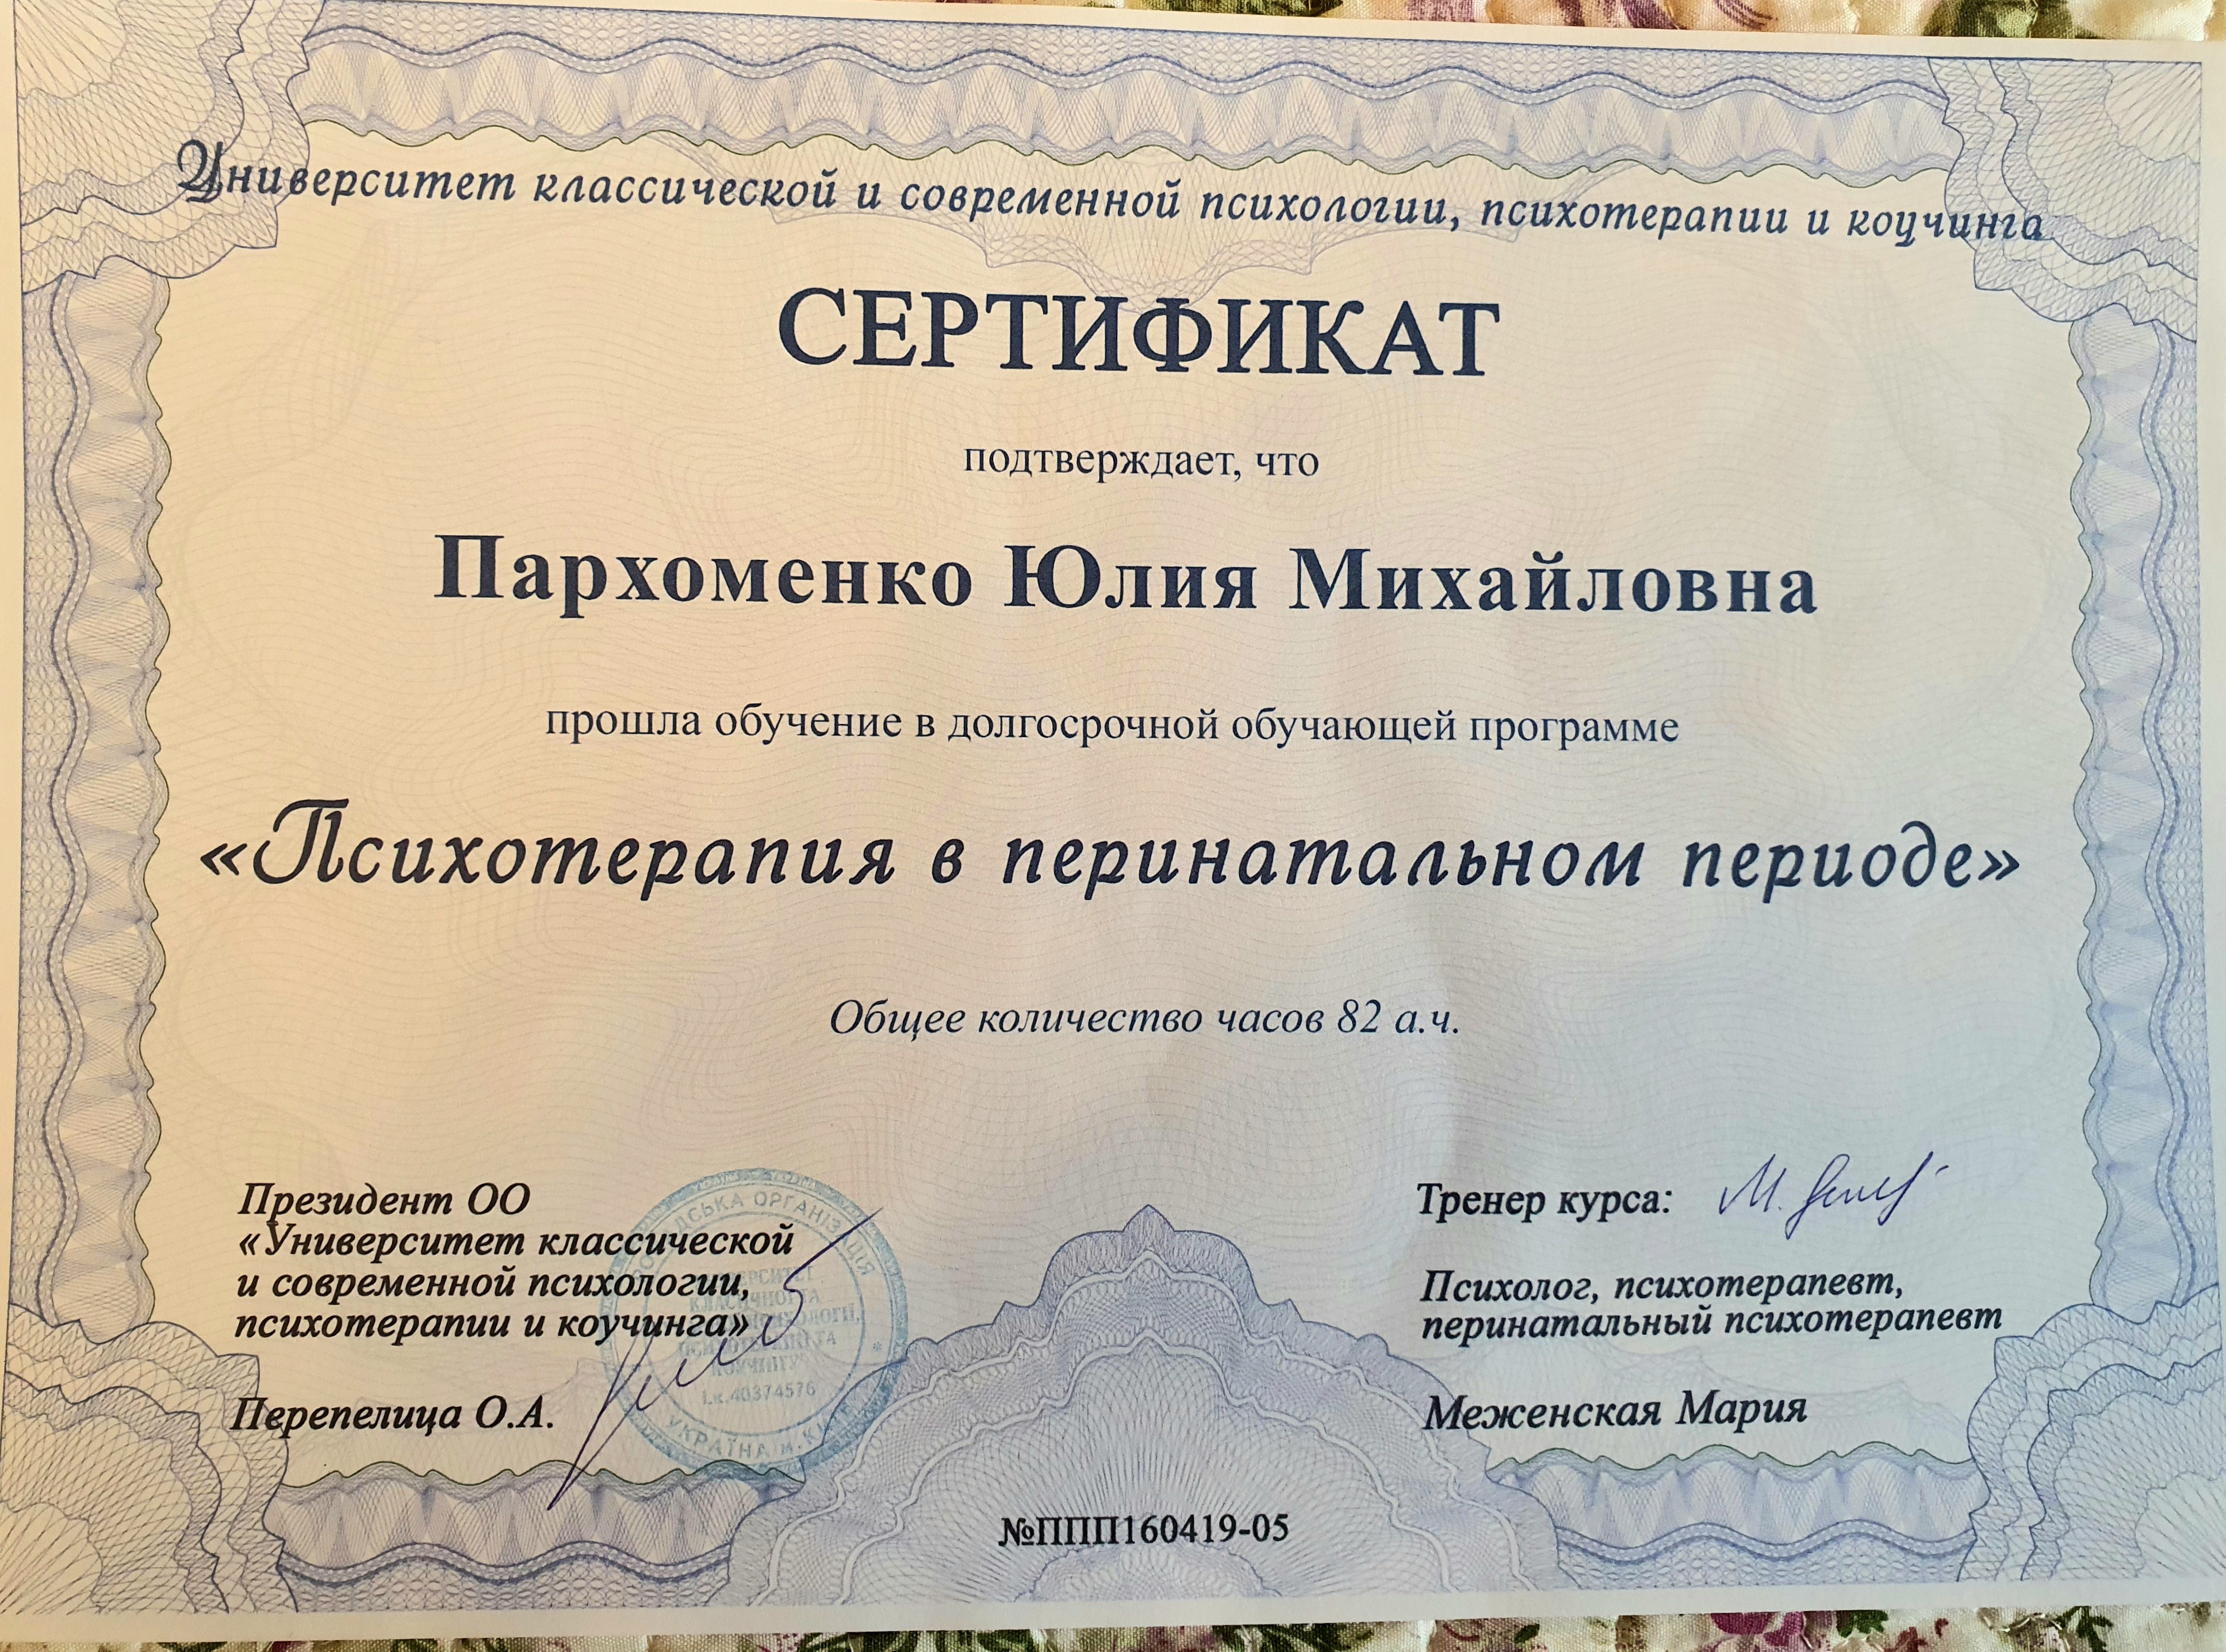 Университет классической и современной психологии, психотерапии и коучинга
СЕРТИФИКАТ
подтверждает, что
Пархоменко Юлия Михайловна
прошла обучение в долгосрочной обучающей программе
«Психотерапия в перинатальном периоде»
Общее количество часов 82 а.ч.
Президент ОО
«Университет классической
и современной психологии,
психотерапии и коучинга»
Перепелица О.А.
І.к. 40374576
УКРАЇНА м.
Тренер курса:
Психолог, психотерапевт,
перинатальный психотерапевт
Меженская Мария
№ППП160419-05